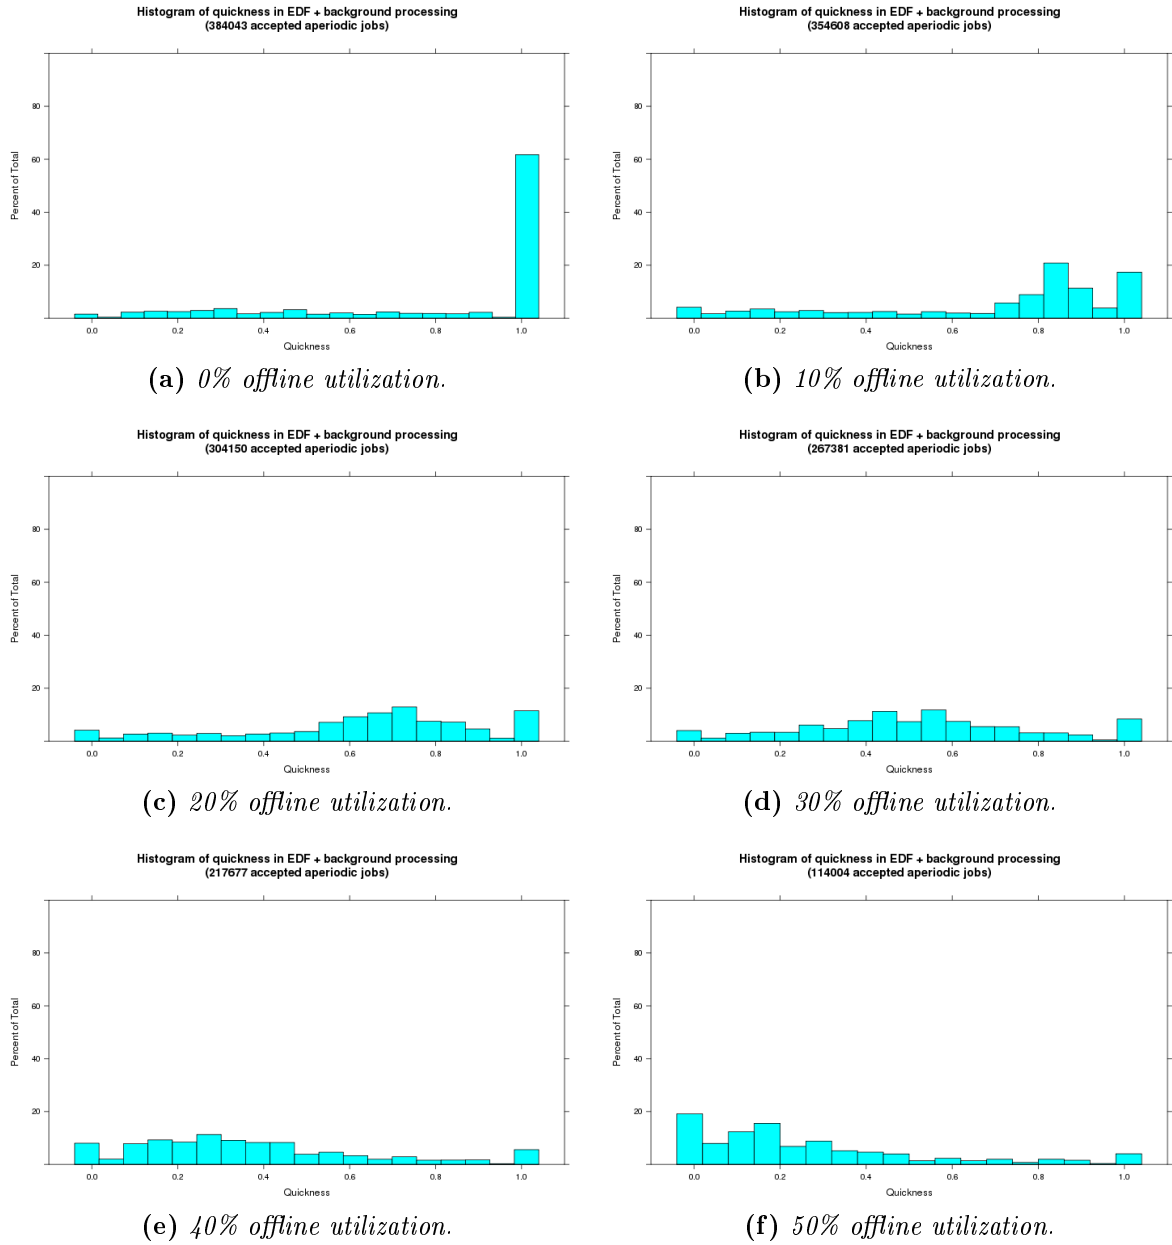 Histogram of quickness in EDF + background processing
(384043 accepted aperiodic jobs)
80
60
40
20
Percent of Total
0.0 0.2 0.4 0.6 0.8 1.0
Quickness
(a) 0% offline utilization.
Histogram of quickness in EDF + background processing
(354608 accepted aperiodic jobs)
80
60
40
20
Percent of Total
0.0 0.2 0.4 0.6 0.8 1.0
Quickness
(b) 10% offline utilization.
Histogram of quickness in EDF + background processing
(304150 accepted aperiodic jobs)
80
60
40
20
Percent of Total
0.0 0.2 0.4 0.6 0.8 1.0
Quickness
(c) 20% offline utilization.
Histogram of quickness in EDF + background processing
(267381 accepted aperiodic jobs)
80
60
40
20
Percent of Total
0.0 0.2 0.4 0.6 0.8 1.0
Quickness
(d) 30% offline utilization.
Histogram of quickness in EDF + background processing
(217677 accepted aperiodic jobs)
80
60
40
20
Percent of Total
0.0 0.2 0.4 0.6 0.8 1.0
Quickness
(e) 40% offline utilization.
Histogram of quickness in EDF + background processing
(114004 accepted aperiodic jobs)
80
60
40
20
Percent of Total
0.0 0.2 0.4 0.6 0.8 1.0
Quickness
(f) 50% offline utilization.